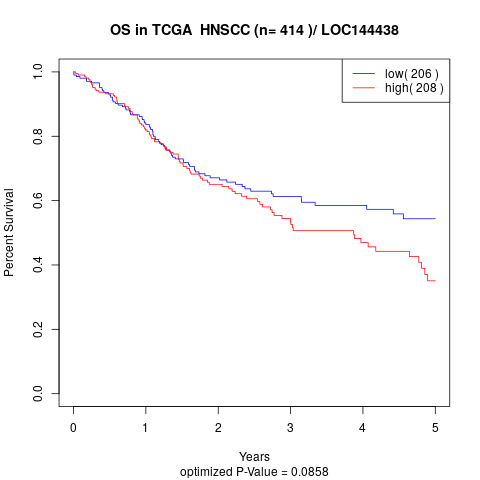 OS in TCGA  HNSCC (n= 414 )/ LOC144438
low( 206 )
high( 208 )
Percent Survival
1.0
0.8
0.6
0.4
0.2
0.0
0 1 2 3 4 5
Years
optimized P-Value = 0.0858